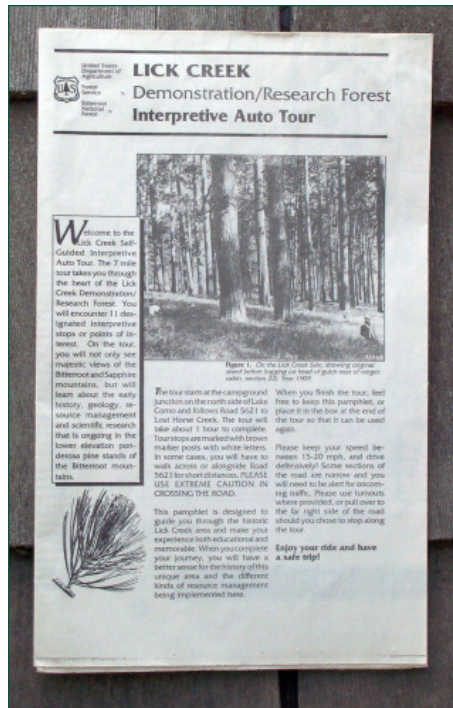 United States
Department of
Agriculture
Forest
Service
Bitterroot
National
Forest
LICK CREEK
Demonstration/Research Forest
Interpretive Auto Tour
Welcome to the
Lick Creek Self-
Guided Interpretive
Auto Tour. The 7 mile
tour takes you through
the heart of the Lick
Creek Demonstration/
Research Forest. You
will encounter 11 des-
ignated interpretive
stops or points of in-
terest. On the tour,
you will not only see
majestic views of the
Bitterroot and Sapphire
mountains, but will
learn about the early
history, geology, re-
source management
and scientific research
that is ongoing in the
lower elevation pon-
derosa pine stands of
the Bitterroot moun-
tains.
Figure 1. On the Lick Creek Sale, showing original
stand before logging (at head of gulch east of ranger
cabin, section 22). Year 1909.
The tour starts at the campground
junction on the north side of Lake
Como and follows Road 5621 to
Lost Horse Creek. The tour will
take about 1 hour to complete.
Tour stops are marked with brown
marker posts with white letters.
In some cases, you will have to
walk across or alongside Road
5621 for short distances. PLEASE
USE EXTREME CAUTION IN
CROSSING THE ROAD.
This pamphlet is designed to
guide you through the historic
Lick Creek area and make your
experience both educational and
memorable. When you complete
your journey, you will have a
better sense for the history of this
unique area and the different
kinds of resource management
being implemented here.
When you finish the tour, feel
free to keep this pamphlet, or
place it in the box at the end of
the tour so that it can be used
again.
Please keep your speed be-
tween 15-20 mph, and drive
defensively! Some sections of
the road are narrow and you
will need to be alert for oncom-
ing traffic. Please use turnouts
where provided, or pull over to
the far right side of the road
should you chose to stop along
the tour.
Enjoy your ride and have
a safe trip!